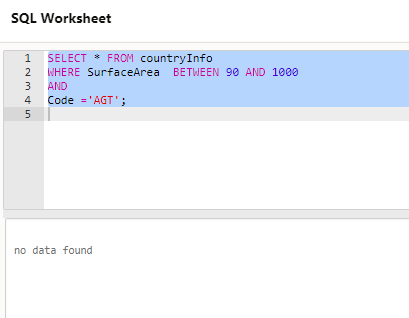 SQL Worksheet
1 SELECT * FROM countryInfo
2 WHERE SurfaceArea  BETWEEN 90 AND 1000
3 AND
4 Code ='AGT';
5
no data found